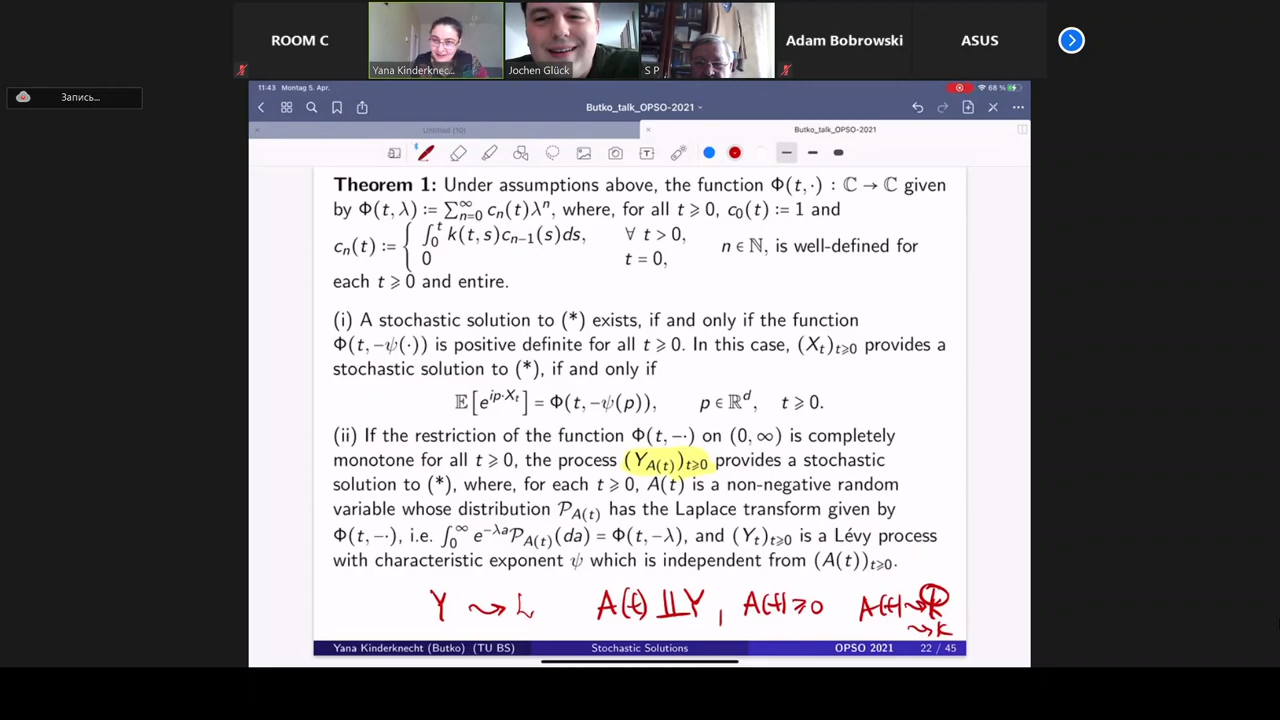 ROOM C
Yana Kinderknec...
Jochen Glück
S P
Adam Bobrowski
ASUS
Запись...
11:43 Montag 5. Apr.
68 %
Butko_talk_OPSO-2021
Untitled (10)
Butko_talk_OPSO-2021
Theorem 1: Under assumptions above, the function Φ(t, ·) : ℂ → ℂ given
by Φ(t, λ) := ∑_{n=0}^∞ c_n(t)λ^n, where, for all t ⩾ 0, c_0(t) := 1 and
c_n(t) := { ∫_0^t k(t, s)c_{n−1}(s)ds, ∀ t > 0,
0 t = 0,
n ∈ ℕ, is well-defined for
each t ⩾ 0 and entire.
(i) A stochastic solution to (*) exists, if and only if the function
Φ(t, −ψ(·)) is positive definite for all t ⩾ 0. In this case, (X_t)_{t⩾0} provides a
stochastic solution to (*), if and only if
𝔼[e^{ip·X_t}] = Φ(t, −ψ(p)), p ∈ ℝ^d, t ⩾ 0.
(ii) If the restriction of the function Φ(t, −·) on (0, ∞) is completely
monotone for all t ⩾ 0, the process (Y_{A(t)})_{t⩾0} provides a stochastic
solution to (*), where, for each t ⩾ 0, A(t) is a non-negative random
variable whose distribution 𝒫_{A(t)} has the Laplace transform given by
Φ(t, −·), i.e. ∫_0^∞ e^{−λa}𝒫_{A(t)}(da) = Φ(t, −λ), and (Y_t)_{t⩾0} is a Lévy process
with characteristic exponent ψ which is independent from (A(t))_{t⩾0}.
Y ⇝ L A(t) ⫫ Y, A(t) ⩾ 0 A(t) ⇝ k
⇝ k
Yana Kinderknecht (Butko) (TU BS) Stochastic Solutions OPSO 2021 22 / 45